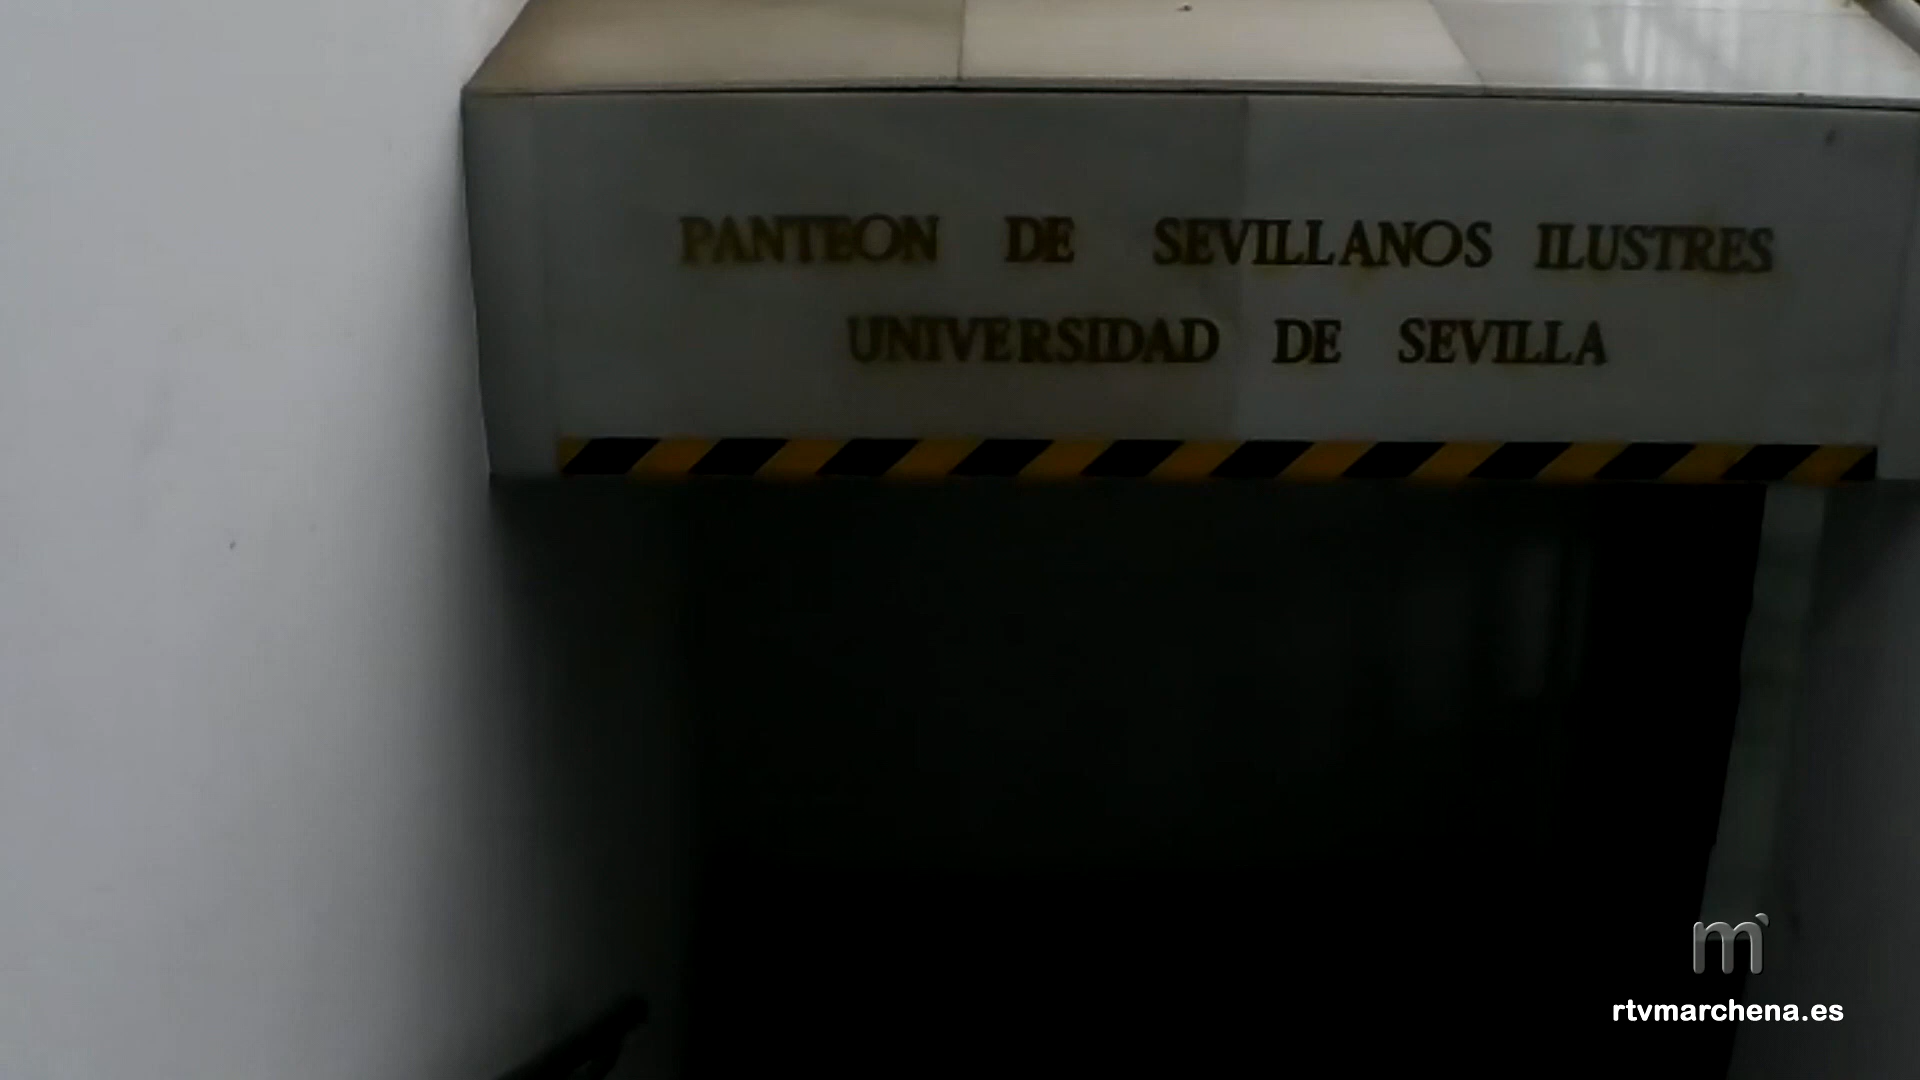 PANTEON DE SEVILLANOS ILUSTRES
UNIVERSIDAD DE SEVILLA
m
rtvmarchena.es